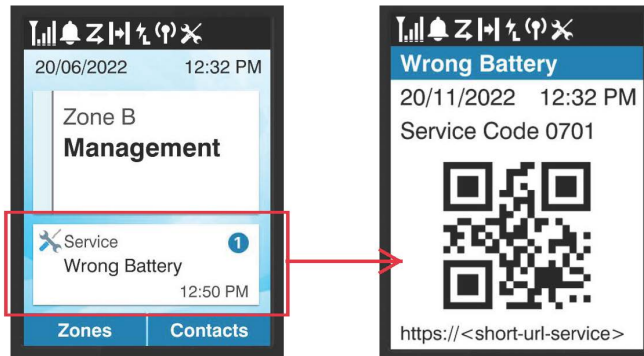 20/06/2022 12:32 PM
Zone B
Management
Service 1
Wrong Battery
12:50 PM
Zones Contacts
Wrong Battery
20/11/2022 12:32 PM
Service Code 0701
https://<short-url-service>